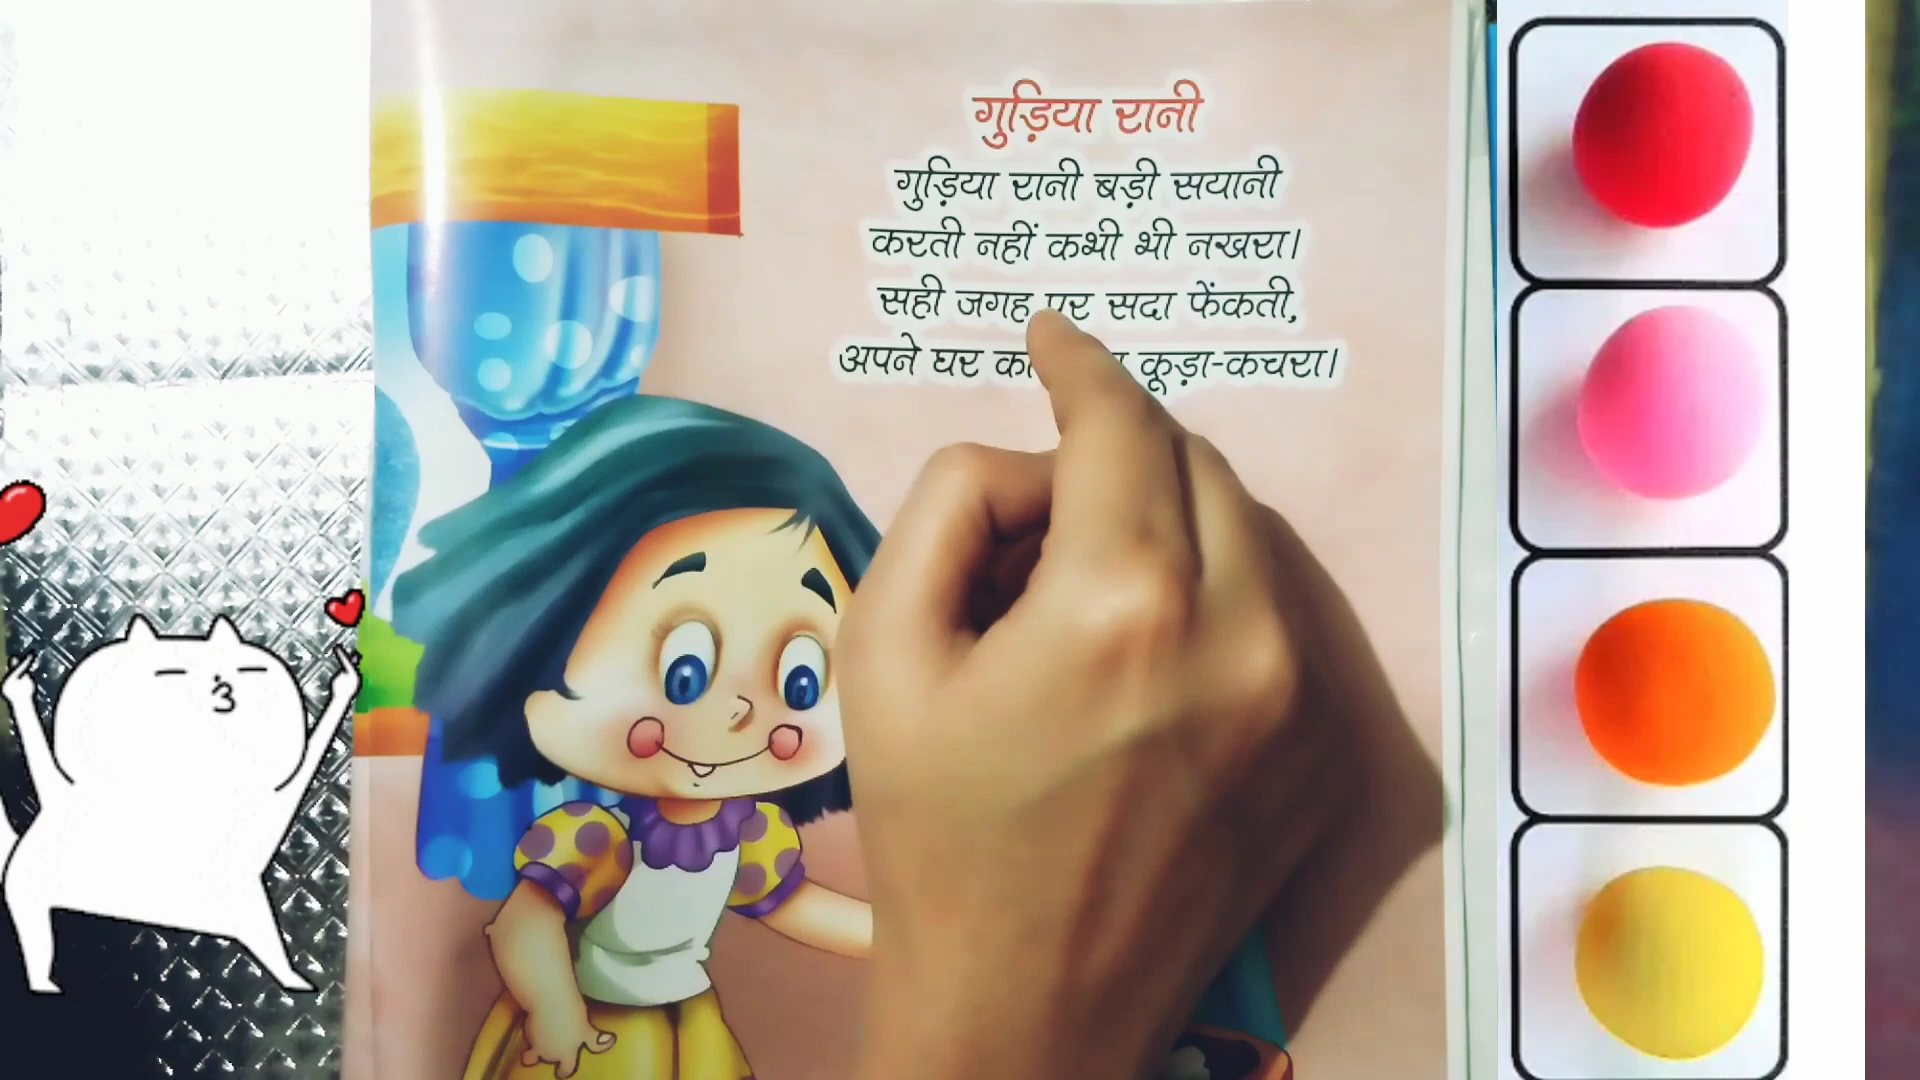 गुड़िया रानी
गुड़िया रानी बड़ी सयानी
करती नहीं कभी भी नखरा।
सही जगह पर सदा फेंकती,
अपने घर का कूड़ा-कचरा।